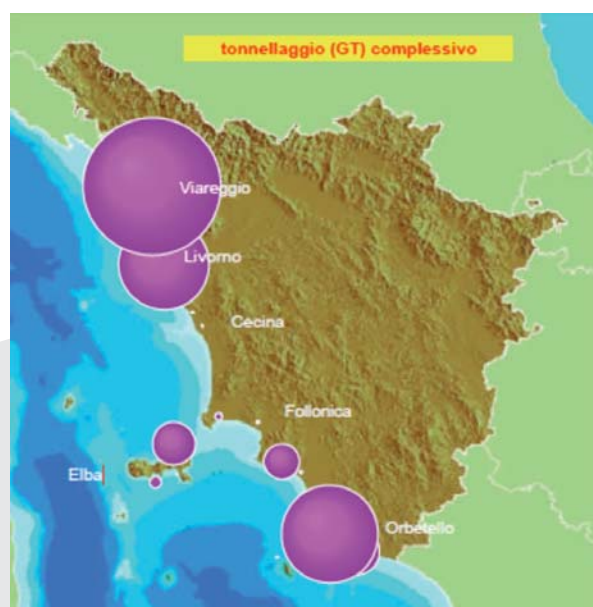 tonnellaggio (GT) complessivo
Viareggio
Livorno
Cecina
Follonica
Elba
Orbetello